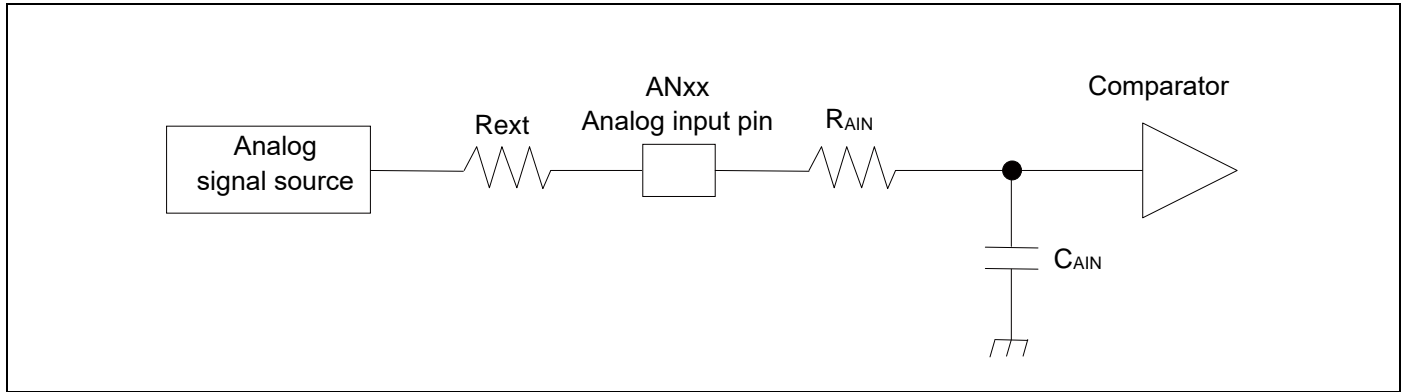 Analog
signal source
Rext
ANxx
Analog input pin
RAIN
Comparator
CAIN